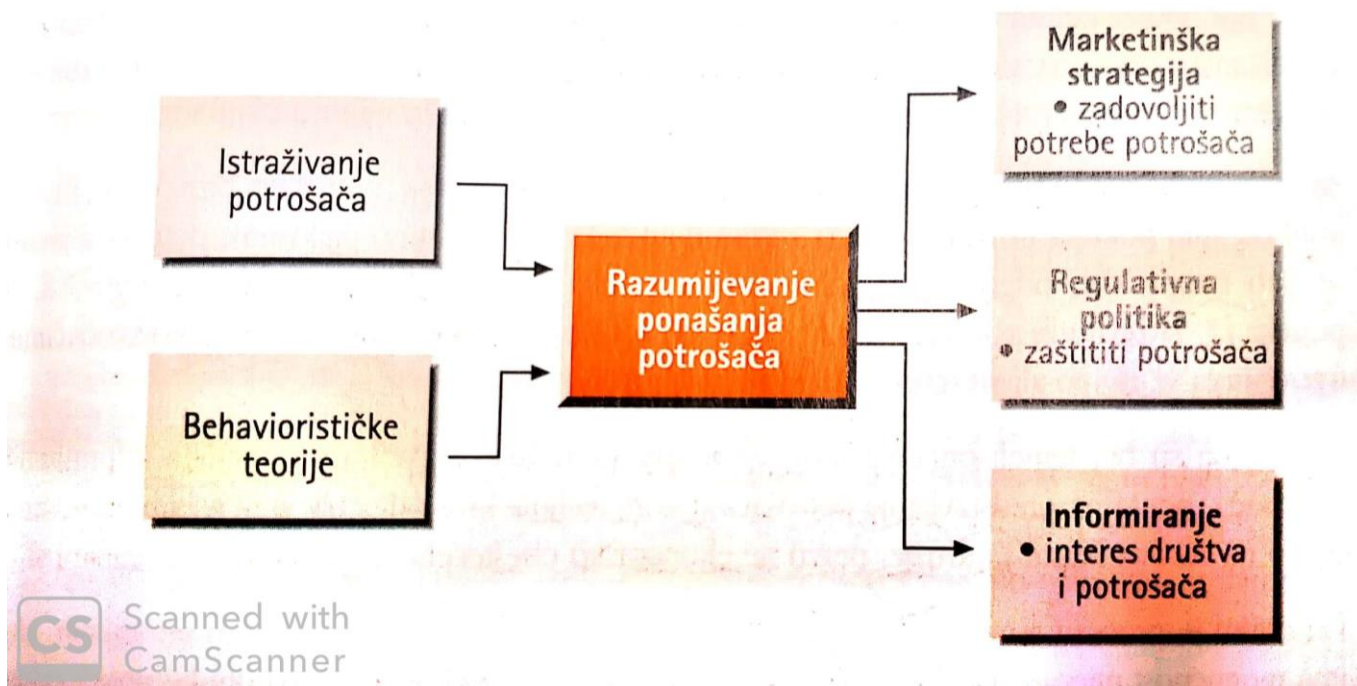 Istraživanje
potrošača
Behaviorističke
teorije
Razumijevanje
ponašanja
potrošača
Marketinška
strategija
• zadovoljiti
potrebe potrošača
Regulativna
politika
• zaštititi potrošača
Informiranje
• interes društva
i potrošača
CS
Scanned with
CamScanner